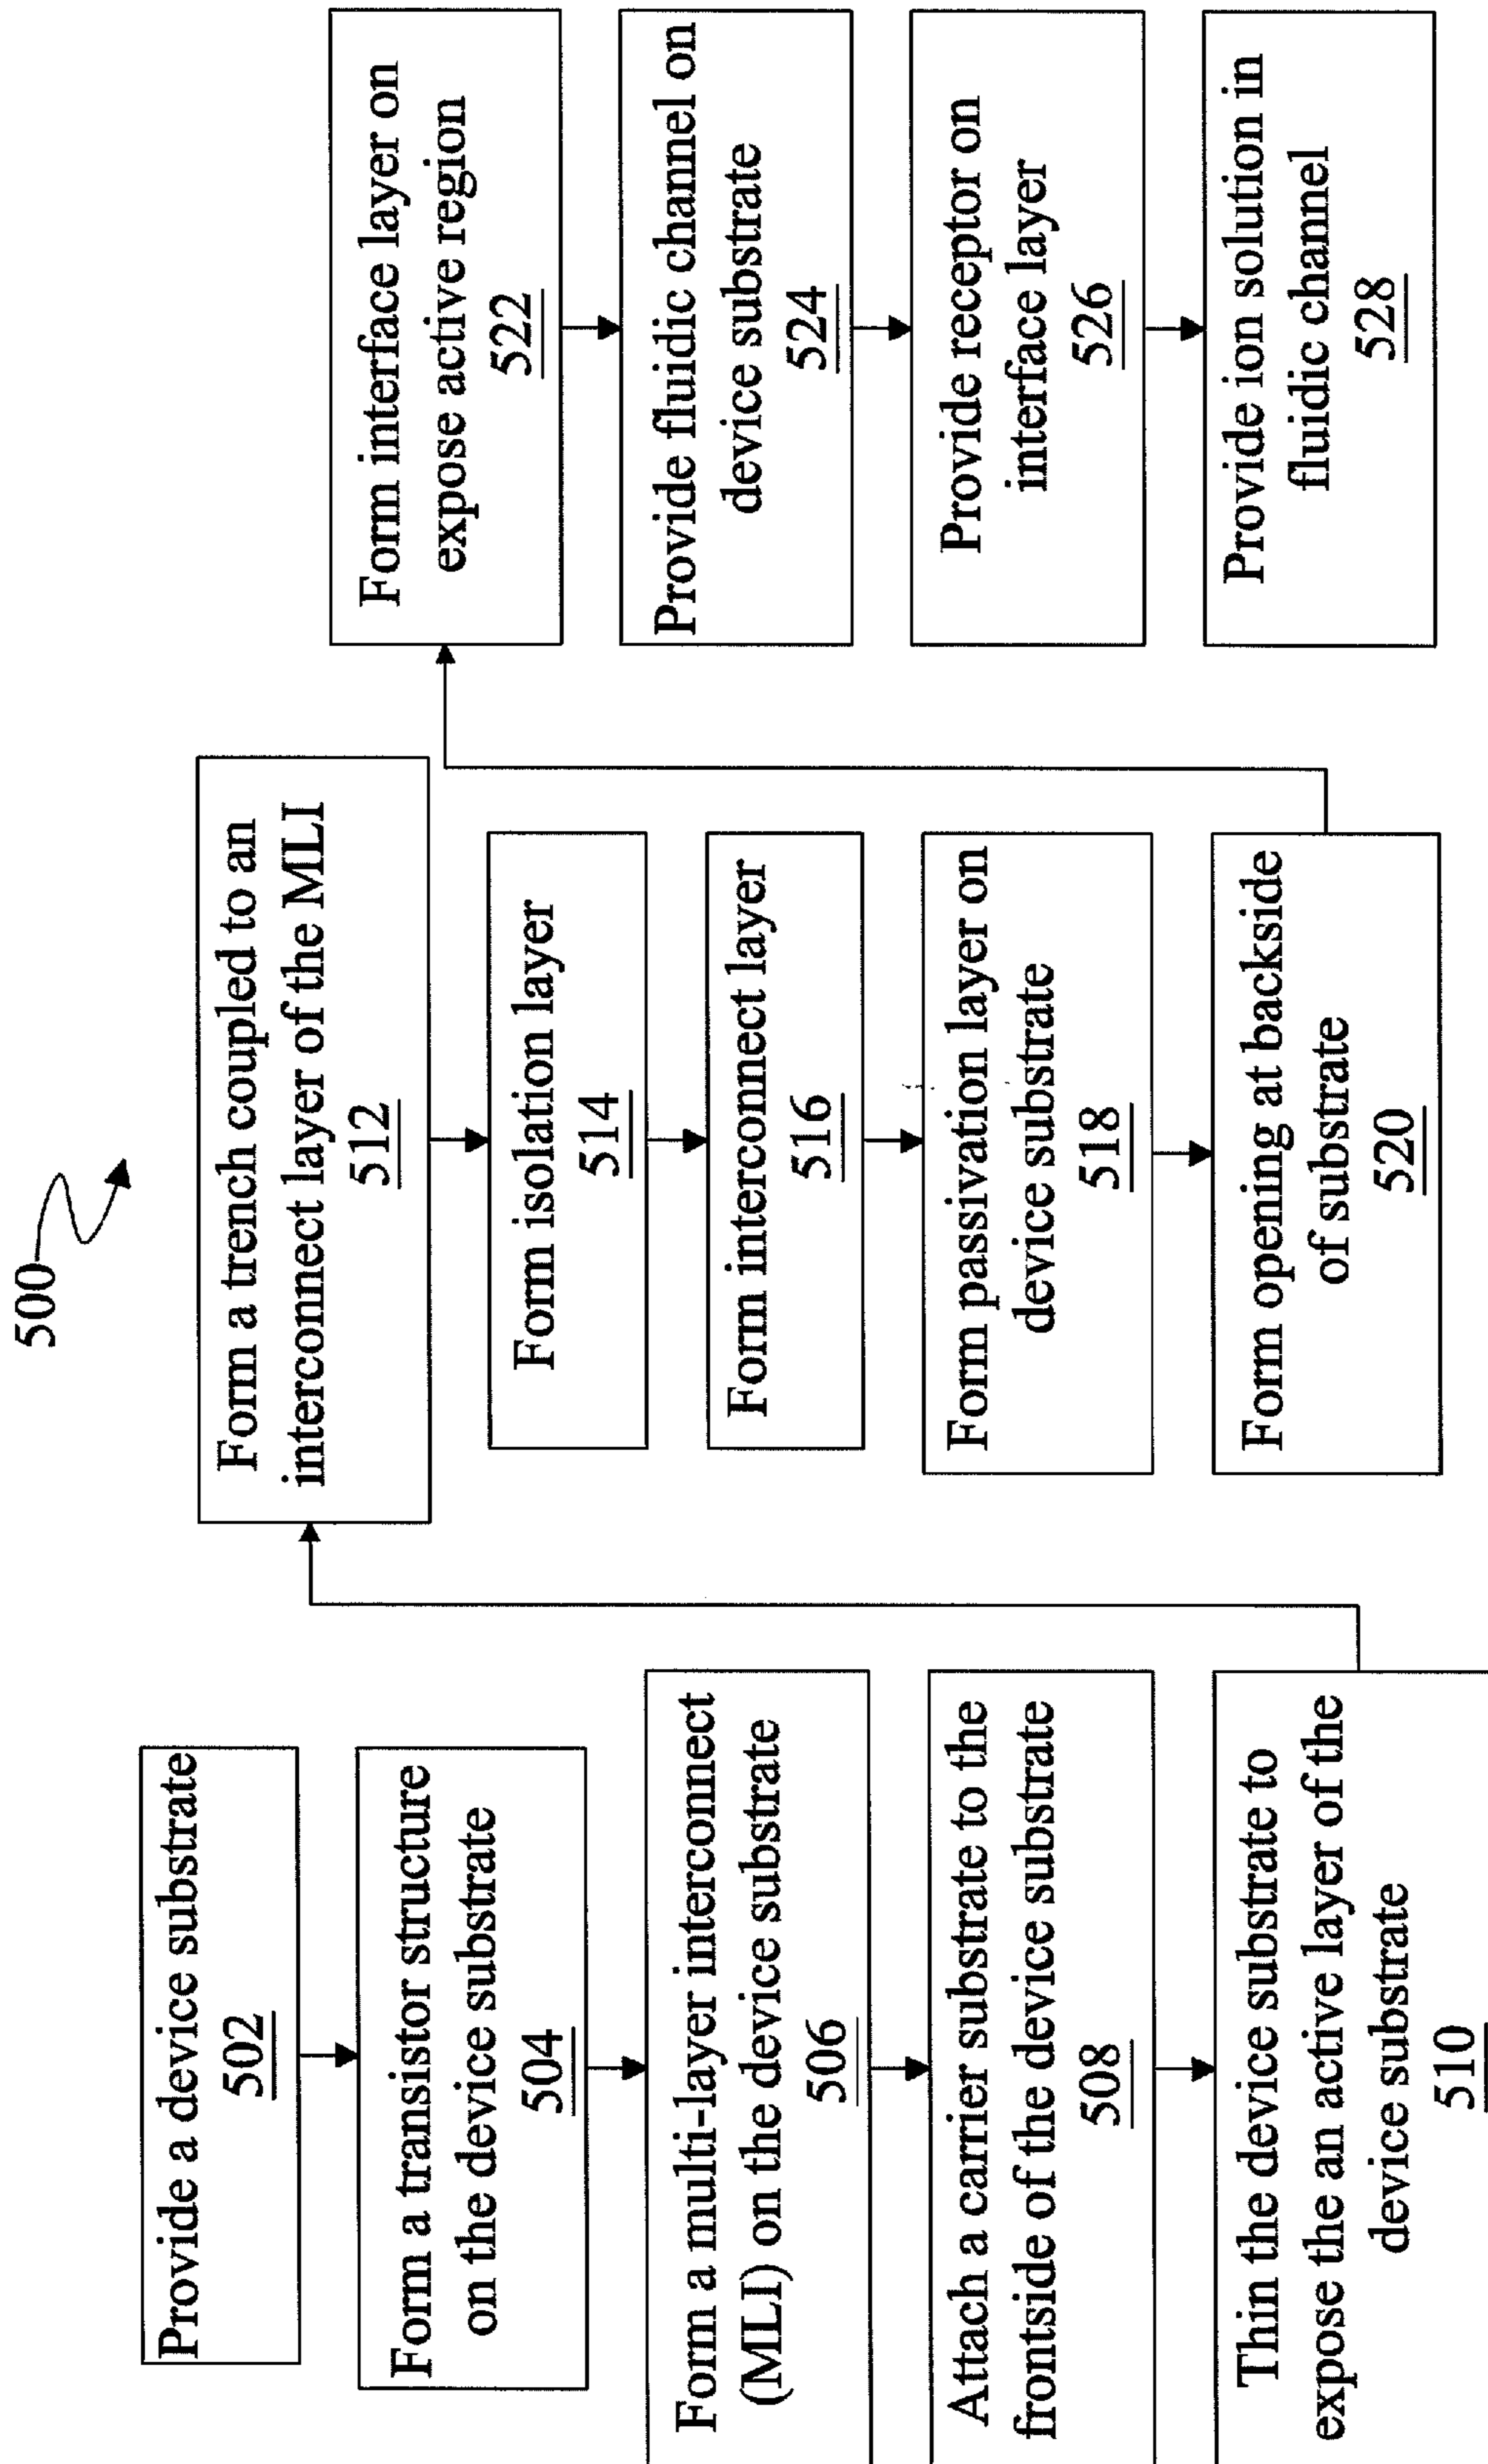 500
Provide a device substrate
502
Form a transistor structure
on the device substrate
504
Form a multi-layer interconnect
(MLI) on the device substrate
506
Attach a carrier substrate to the
frontside of the device substrate
508
Thin the device substrate to
expose the an active layer of the
device substrate
510
Form a trench coupled to an
interconnect layer of the MLI
512
Form isolation layer
514
Form interconnect layer
516
Form passivation layer on
device substrate
518
Form opening at backside
of substrate
520
Form interface layer on
expose active region
522
Provide fluidic channel on
device substrate
524
Provide receptor on
interface layer
526
Provide ion solution in
fluidic channel
528